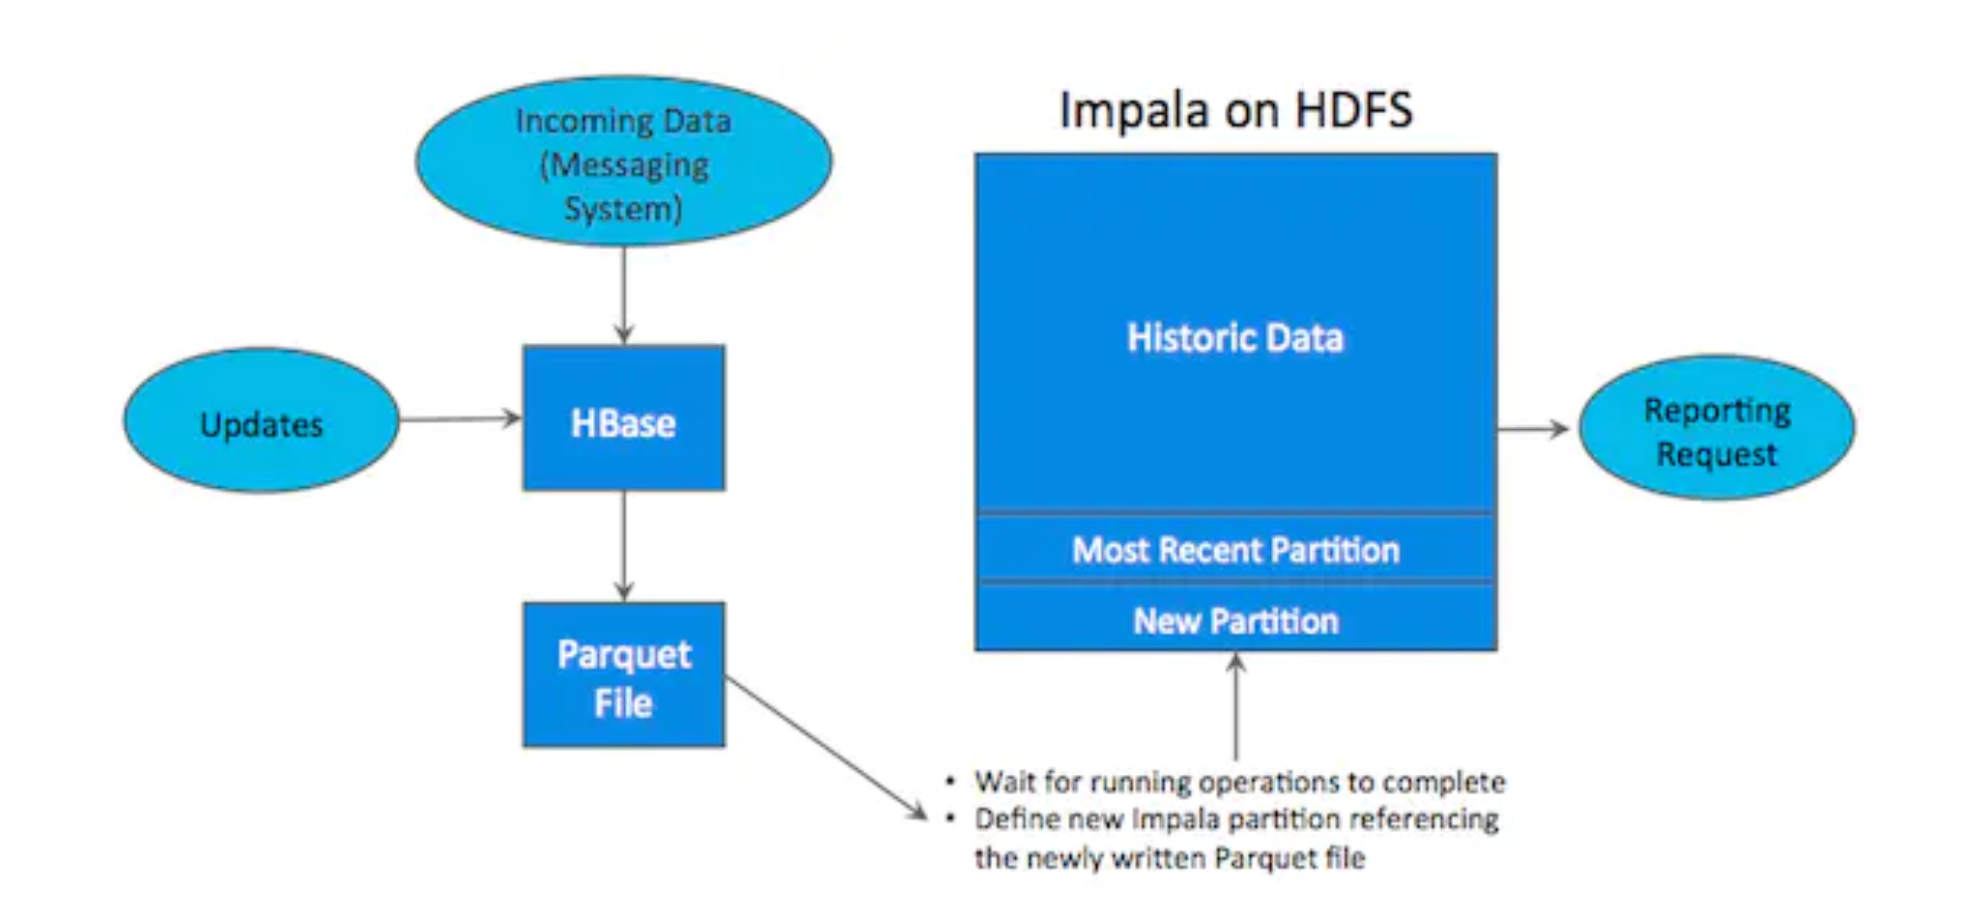 Incoming Data
(Messaging
System)
Updates
HBase
Parquet
File
Impala on HDFS
Historic Data
Most Recent Partition
New Partition
Reporting
Request
• Wait for running operations to complete
• Define new Impala partition referencing
the newly written Parquet file